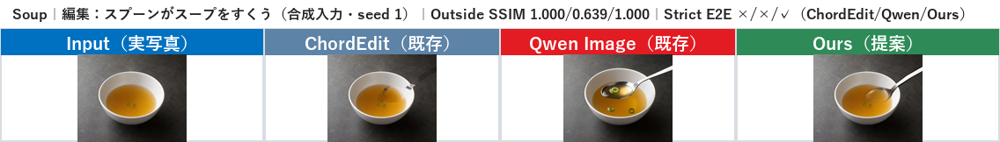 Soup｜編集：スプーンがスープをすくう（合成入力・seed 1）｜Outside SSIM 1.000/0.639/1.000｜Strict E2E ×/×/✓（ChordEdit/Qwen/Ours）
Input（実写真）
ChordEdit（既存）
Qwen Image（既存）
Ours（提案）